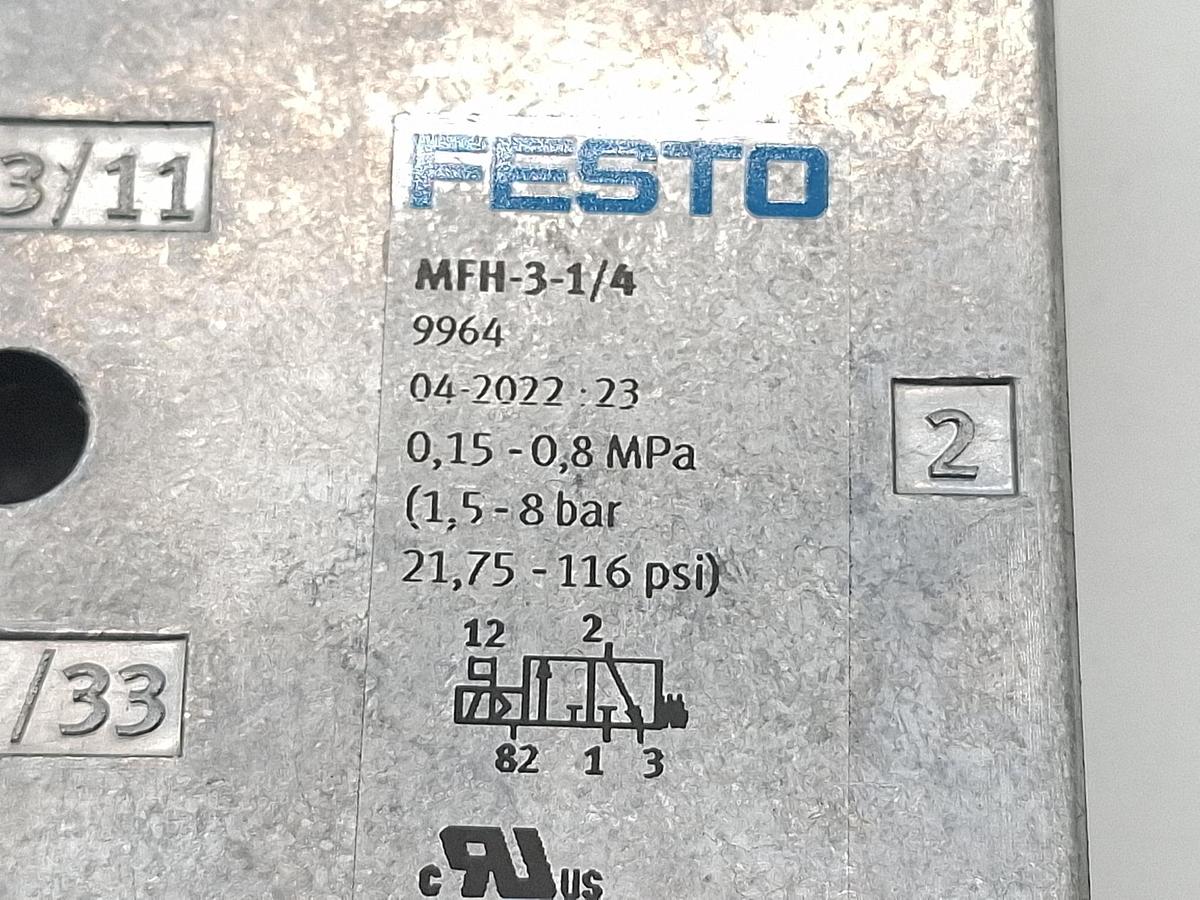 FESTO
3/11
MFH-3-1/4
9964
04-2022 : 23
0,15 - 0,8 MPa
2
(1,5 - 8 bar
21,75 - 116 psi)
12 2
/33
82 1 3
c RU us